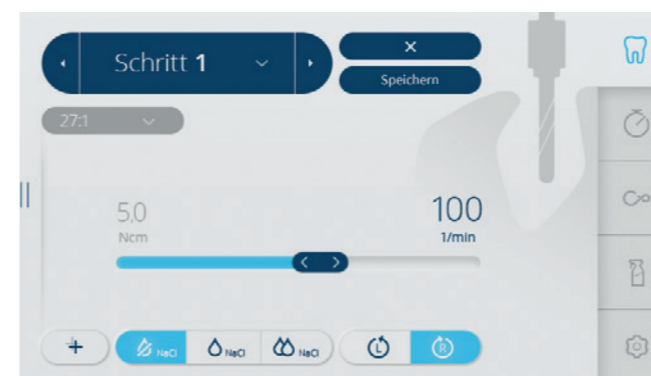 Schritt 1
×
Speichern
27:1
5,0
Ncm
100
1/min
NaCl
NaCl
NaCl
L
R